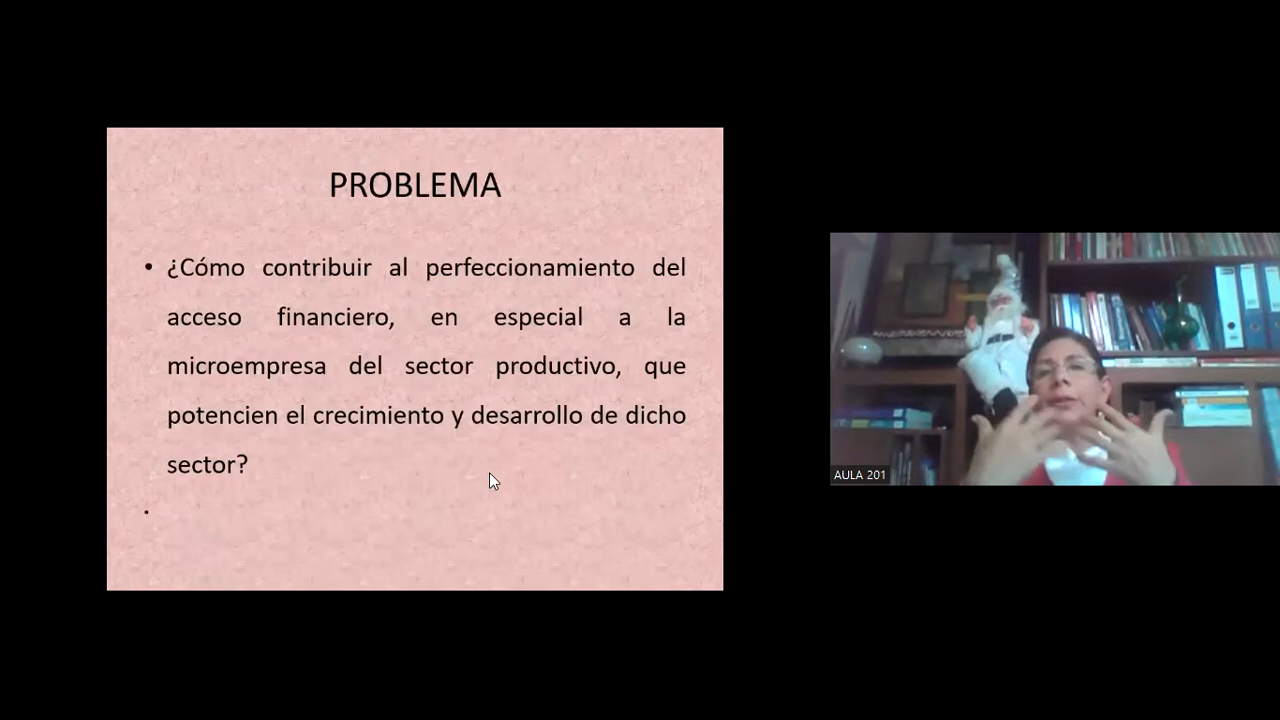 PROBLEMA
• ¿Cómo contribuir al perfeccionamiento del
acceso financiero, en especial a la
microempresa del sector productivo, que
potencien el crecimiento y desarrollo de dicho
sector?
.
AULA 201